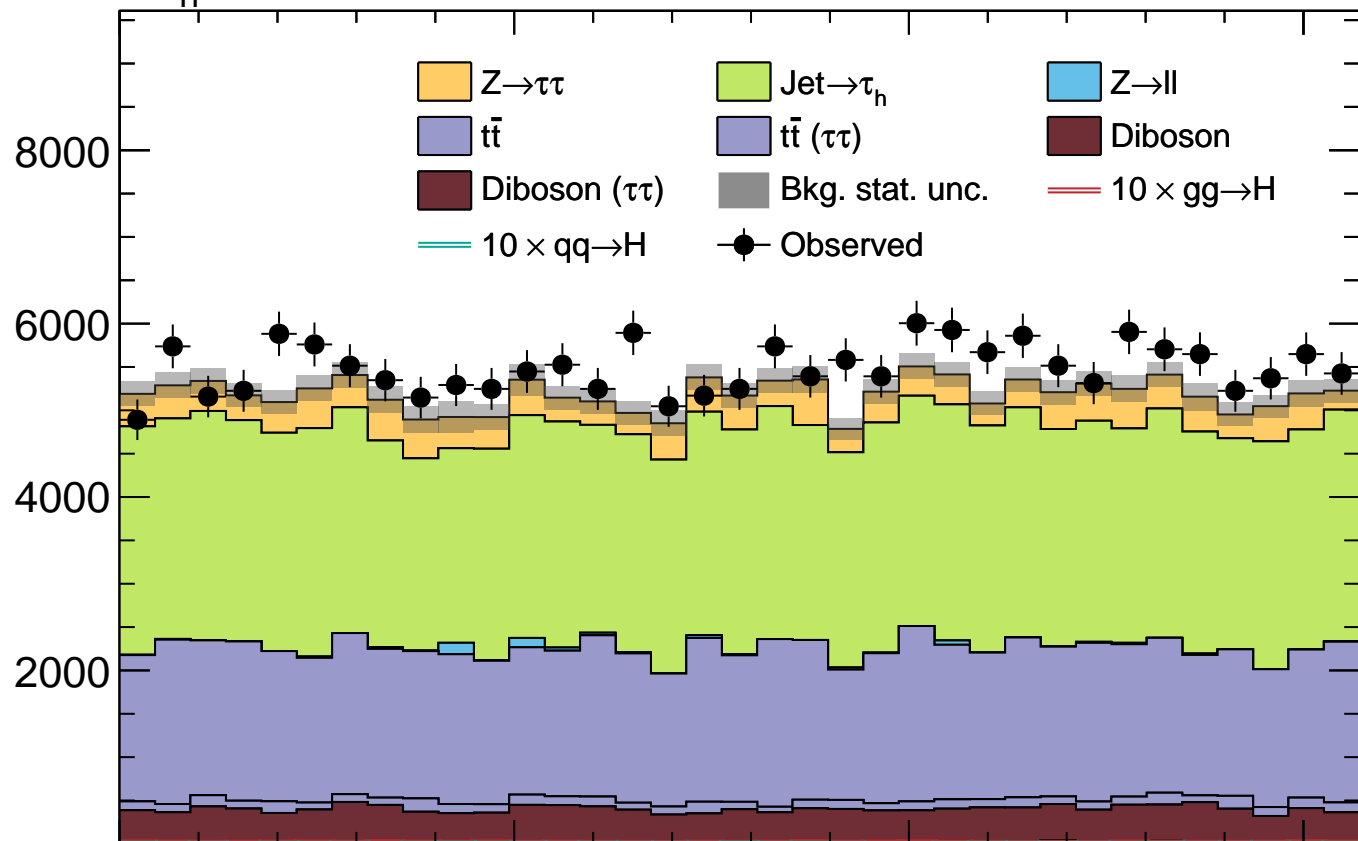 Z→ττ Jet→τh Z→ll
tt̄ tt̄ (ττ) Diboson
Diboson (ττ) Bkg. stat. unc. 10 × gg→H
10 × qq→H Observed
8000
6000
4000
2000